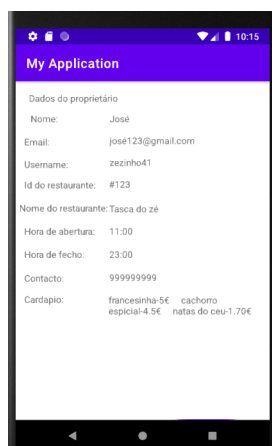 10:15
My Application
Dados do proprietário
Nome: José
Email: josé123@gmail.com
Username: zezinho41
Id do restaurante: #123
Nome do restaurante: Tasca do zé
Hora de abertura: 11:00
Hora de fecho: 23:00
Contacto: 999999999
Cardapio: francesinha-5€ cachorro
espicial-4.5€ natas do ceu-1.70€